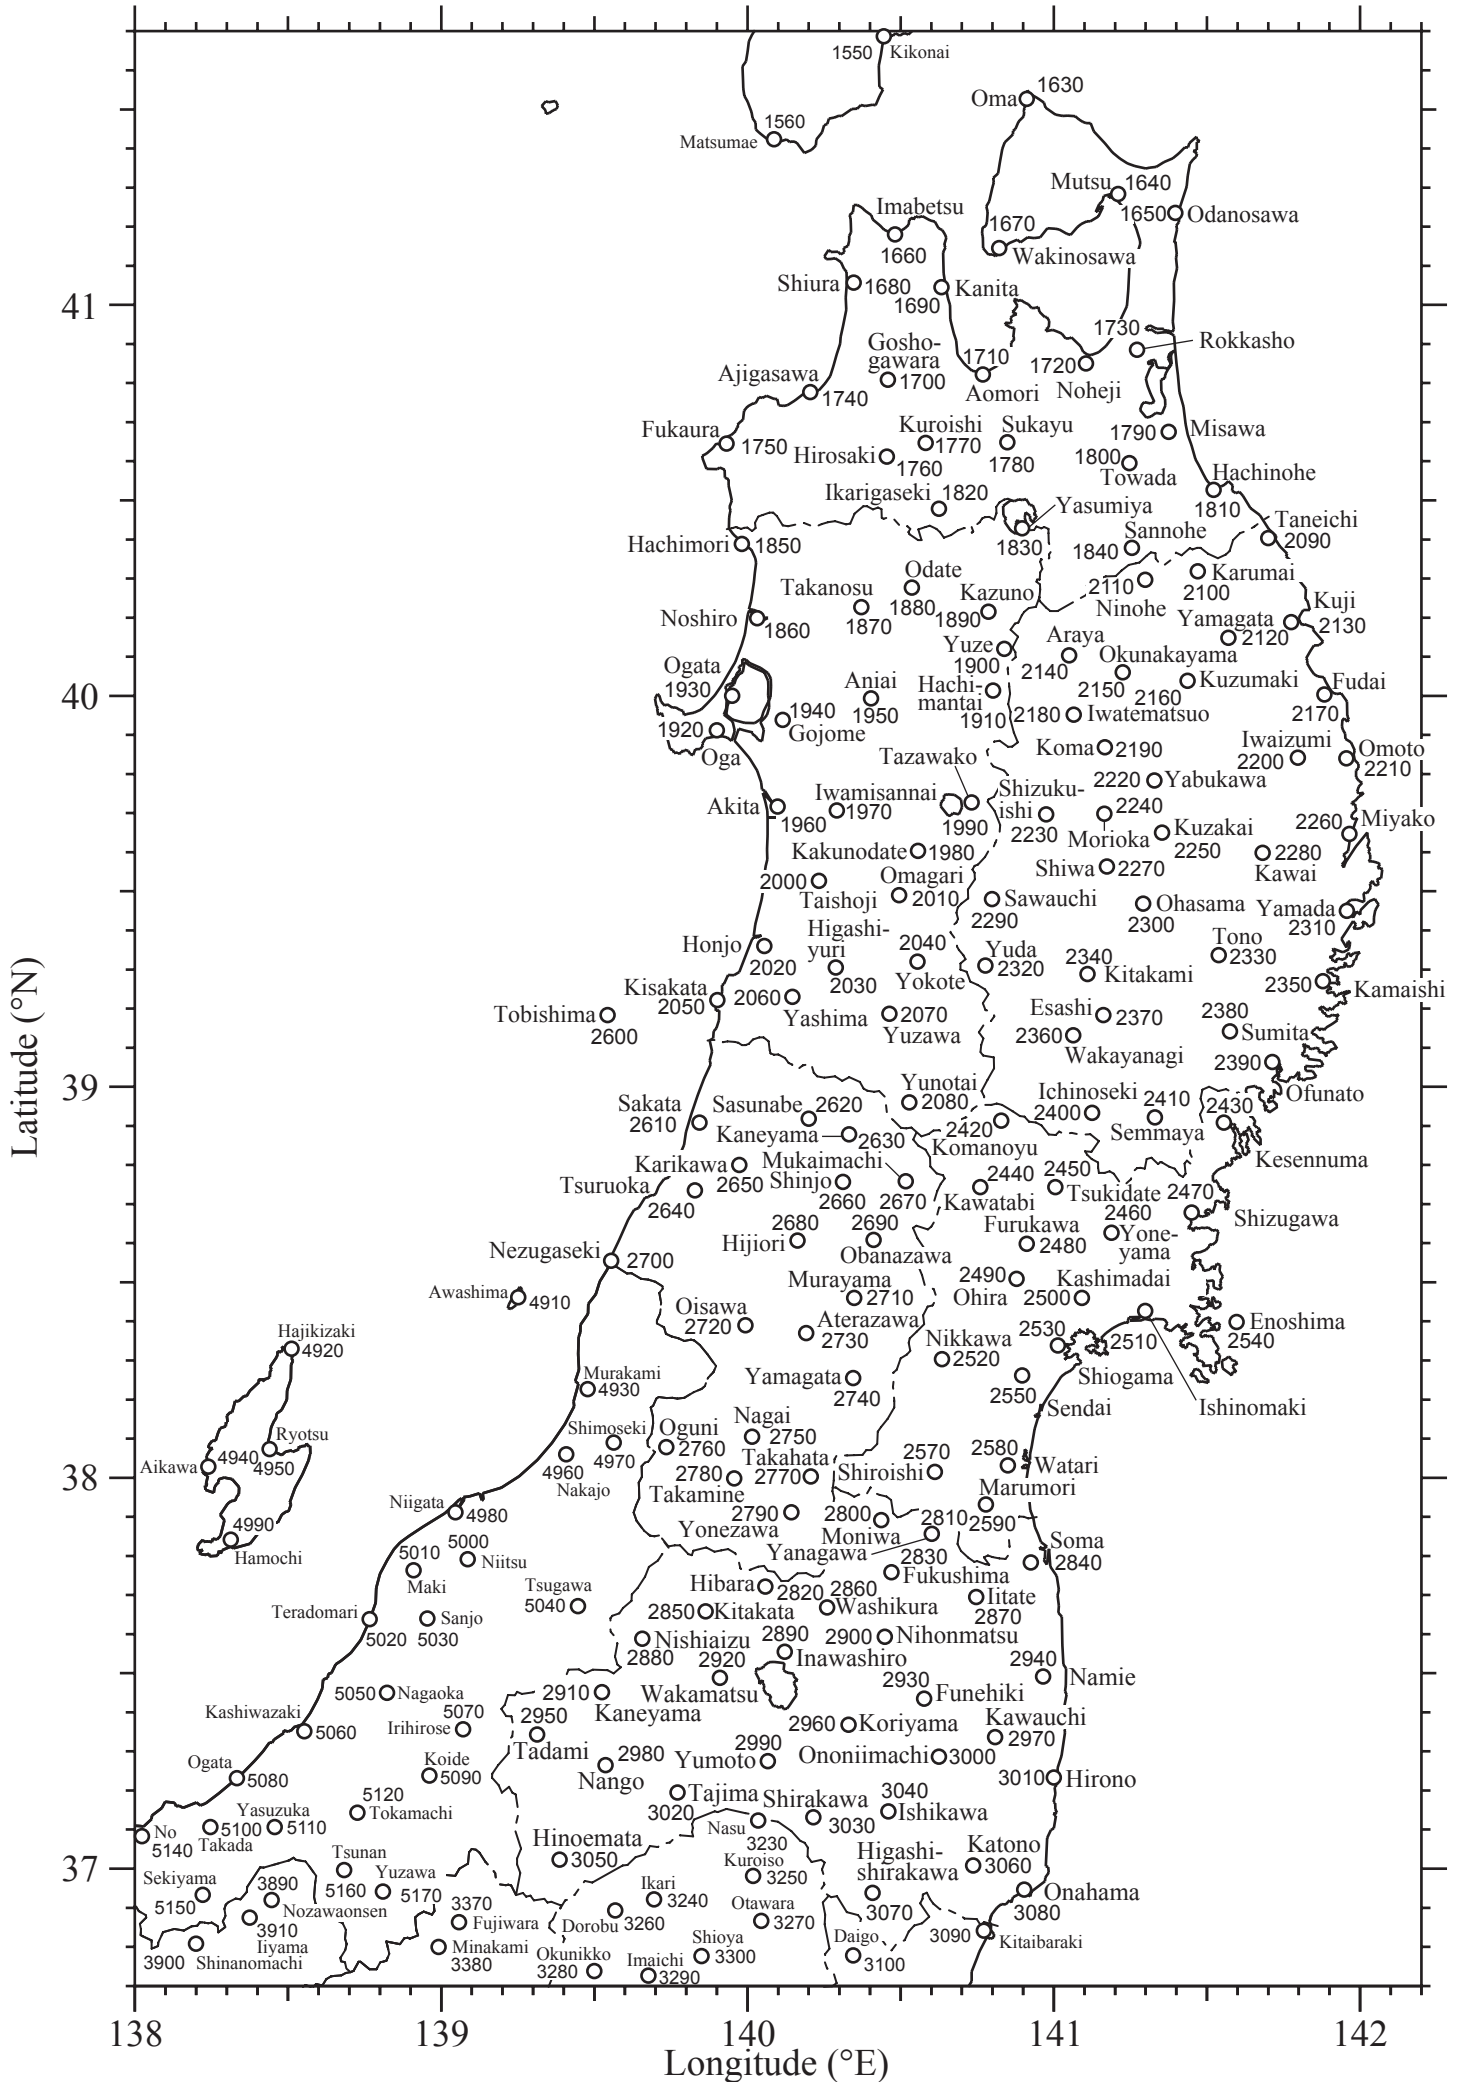 1550
Kikonai
1560
Matsumae
Oma
1630
Mutsu
1640
1650
Odanosawa
Imabetsu
1660
1670
Wakinosawa
Shiura
1680
1690
Kanita
41
1730
Rokkasho
Gosho-
gawara
1700
1710
Aomori
1720
Noheji
Ajigasawa
1740
Fukaura
1750
Kuroishi
1770
Sukayu
1780
1790
Misawa
Hirosaki
1760
1800
Towada
Hachinohe
1810
Ikarigaseki
1820
Yasumiya
1830
Taneichi
2090
Sannohe
1840
Hachimori
1850
Karumai
2100
2110
Ninohe
Odate
1880
Takanosu
1870
Kazuno
1890
Noshiro
1860
Kuji
2130
Yamagata
2120
Yuze
1900
Araya
2140
Okunakayama
2150
Kuzumaki
2160
Ogata
1930
Aniai
1950
Hachi-
mantai
1910
Fudai
2170
1940
Gojome
2180
Iwatematsuo
1920
Oga
Koma
2190
Iwaizumi
2200
Omoto
2210
Tazawako
1990
2220
Yabukawa
Akita
1960
Iwamisannai
1970
Shizuku-
ishi
2230
2240
Morioka
Kuzakai
2250
2260
Miyako
Kakunodate
1980
2280
Kawai
2000
Taishoji
Omagari
2010
Shiwa
2270
Sawauchi
2290
Ohasama
2300
Yamada
2310
Honjo
2020
Higashi-
yuri
2030
2040
Yokote
Yuda
2320
2340
Kitakami
Tono
2330
2350
Kamaishi
Kisakata
2050
2060
Yashima
2070
Yuzawa
Tobishima
2600
Esashi
2370
2360
Wakayanagi
2380
Sumita
2390
Ofunato
39
Yunotai
2080
Ichinoseki
2400
2410
Semmaya
2430
Kesennuma
Sakata
2610
Sasunabe
2620
Kaneyama
2630
2420
Komanoyu
Karikawa
2650
Mukaimachi
2670
Shinjo
2660
2440
Kawatabi
2450
Tsukidate
Tsuruoka
2640
2470
Shizugawa
2460
Yone-
yama
2680
Hijiori
2690
Obanazawa
Furukawa
2480
Nezugaseki
2700
Awashima
4910
Murayama
2710
2490
Ohira
Kashimadai
2500
Oisawa
2720
Aterazawa
2730
Nikkawa
2520
2530
Shiogama
2510
Ishinomaki
Enoshima
2540
Hajikizaki
4920
Murakami
4930
Yamagata
2740
2550
Sendai
Ryotsu
4950
Aikawa
4940
Shimoseki
4970
4960
Nakajo
Oguni
2760
Nagai
2750
Takahata
2770
2780
Takamine
2570
Shiroishi
2580
Watari
38
Niigata
4980
2790
Yonezawa
2800
Moniwa
2810
Yanagawa
Marumori
2590
4990
Hamochi
5000
Niitsu
5010
Maki
Soma
2840
2830
Fukushima
Hibara
2820
2860
Washikura
Iitate
2870
Tsugawa
5040
2850
Kitakata
Teradomari
5020
Sanjo
5030
Nishiaizu
2880
2890
Inawashiro
2900
Nihonmatsu
2920
Wakamatsu
2940
Namie
5050
Nagaoka
2910
Kaneyama
2930
Funehiki
Kashiwazaki
5060
5070
Irihirose
2950
Tadami
2960
Koriyama
Kawauchi
2970
Ogata
5080
Koide
5090
2980
Nango
2990
Yumoto
Ononiimachi
3000
3010
Hirono
5120
Tokamachi
Tajima
3020
Shirakawa
3030
3040
Ishikawa
No
5140
5100
Takada
Yasuzuka
5110
Nasu
3230
37
Tsunan
5160
Hinoemata
3050
Higashi-
shirakawa
3070
Katono
3060
Sekiyama
5150
3890
Nozawaonsen
Yuzawa
5170
Kuroiso
3250
Ikari
3240
Onahama
3080
3910
Iiyama
3370
Fujiwara
Dorobu
3260
Otawara
3270
3090
Kitaibaraki
3900
Shinanomachi
Minakami
3380
Okunikko
3280
Imaichi
3290
Shioya
3300
Daigo
3100
40
138
139
140
141
142
Longitude (°E)
Latitude (°N)